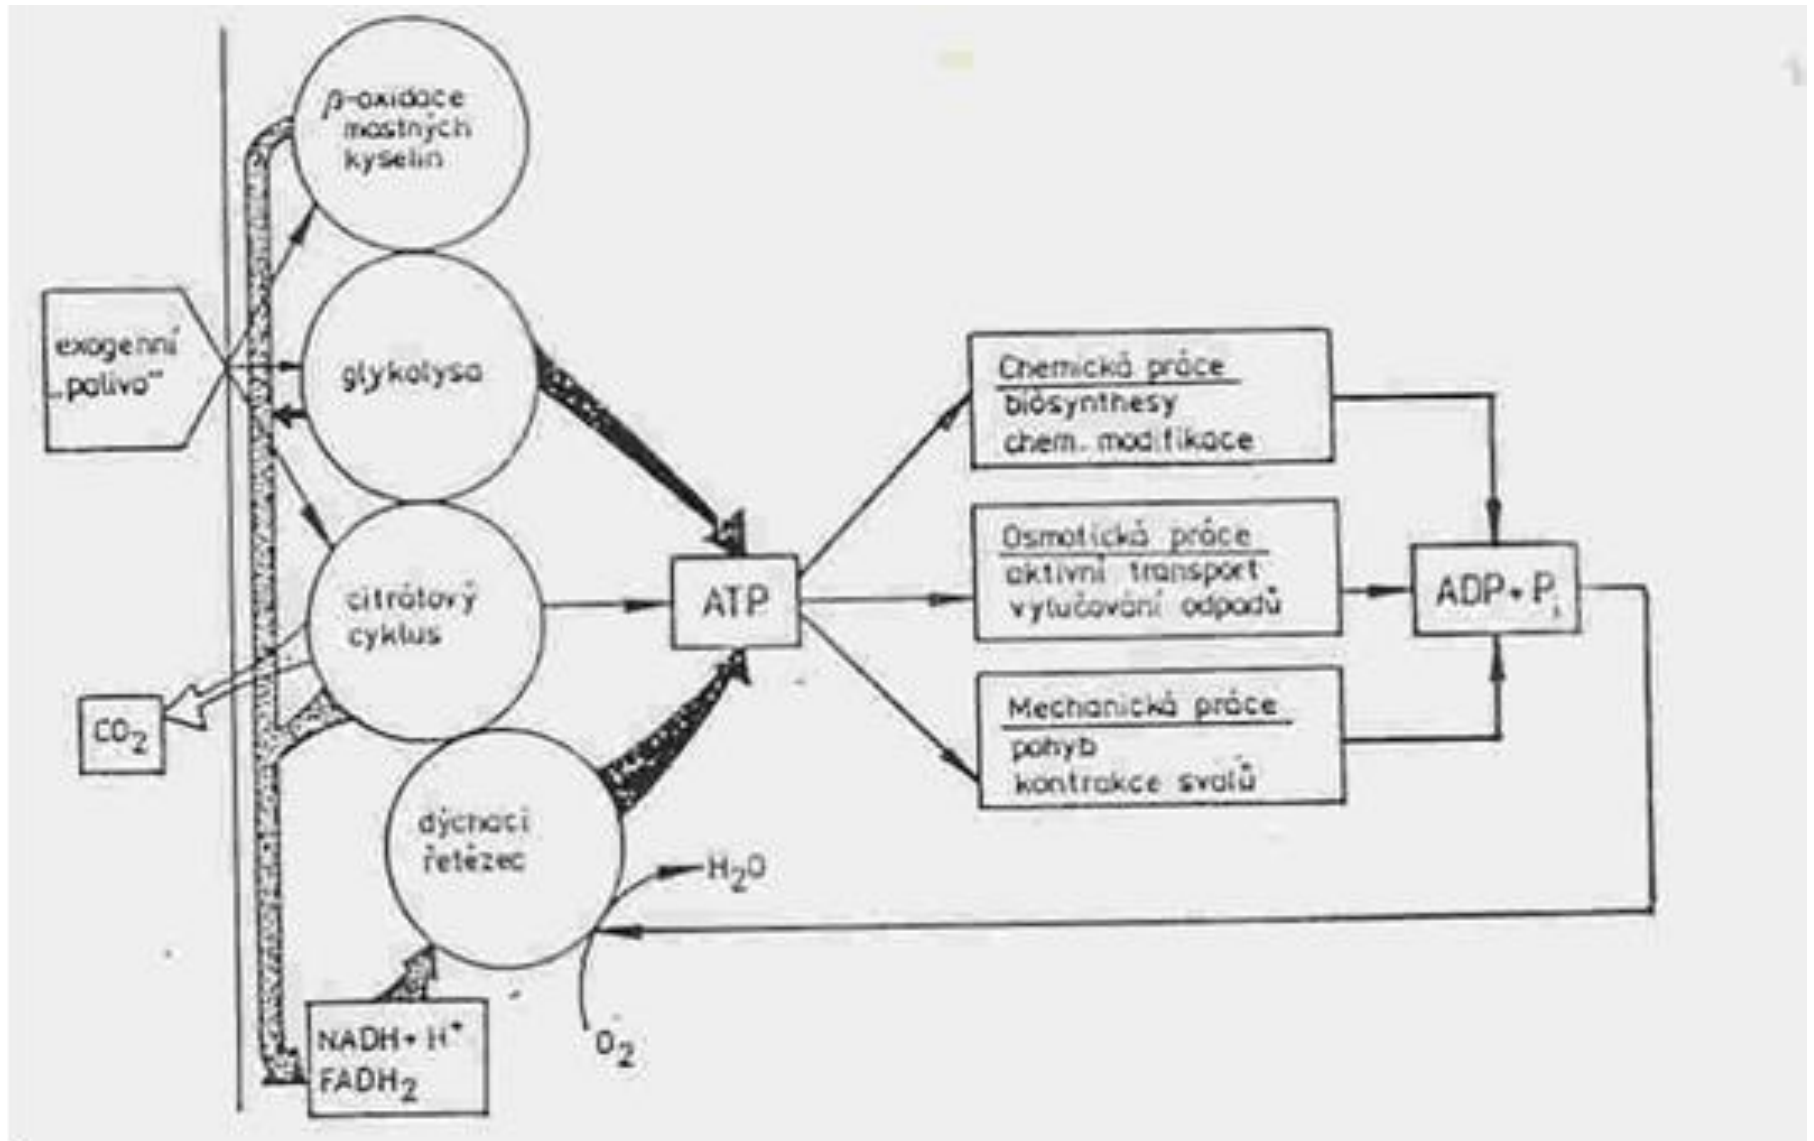 β-oxidace
mastných
kyselin
exogenní
„palivo“
glykolysa
citrátový
cyklus
CO2
dýchací
řetězec
NADH + H+
FADH2
H2O
O2
ATP
Chemická práce
biosynthesy
chem. modifikace
Osmotická práce
aktivní transport
vylučování odpadů
Mechanická práce
pohyb
kontrakce svalů
ADP + Pi